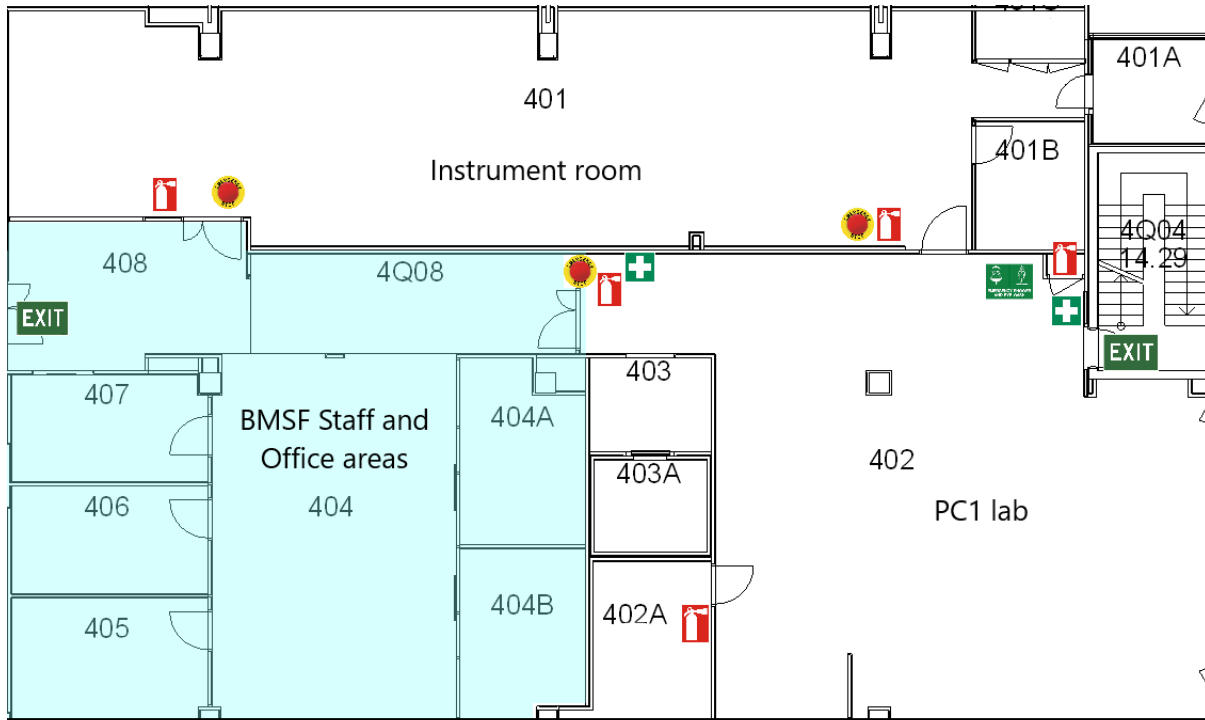 401
401A
Instrument room
401B
4Q04
14.29
408
4Q08
EXIT
EXIT
407
403
BMSF Staff and
Office areas
404A
402
403A
406
404
PC1 lab
404B
402A
405